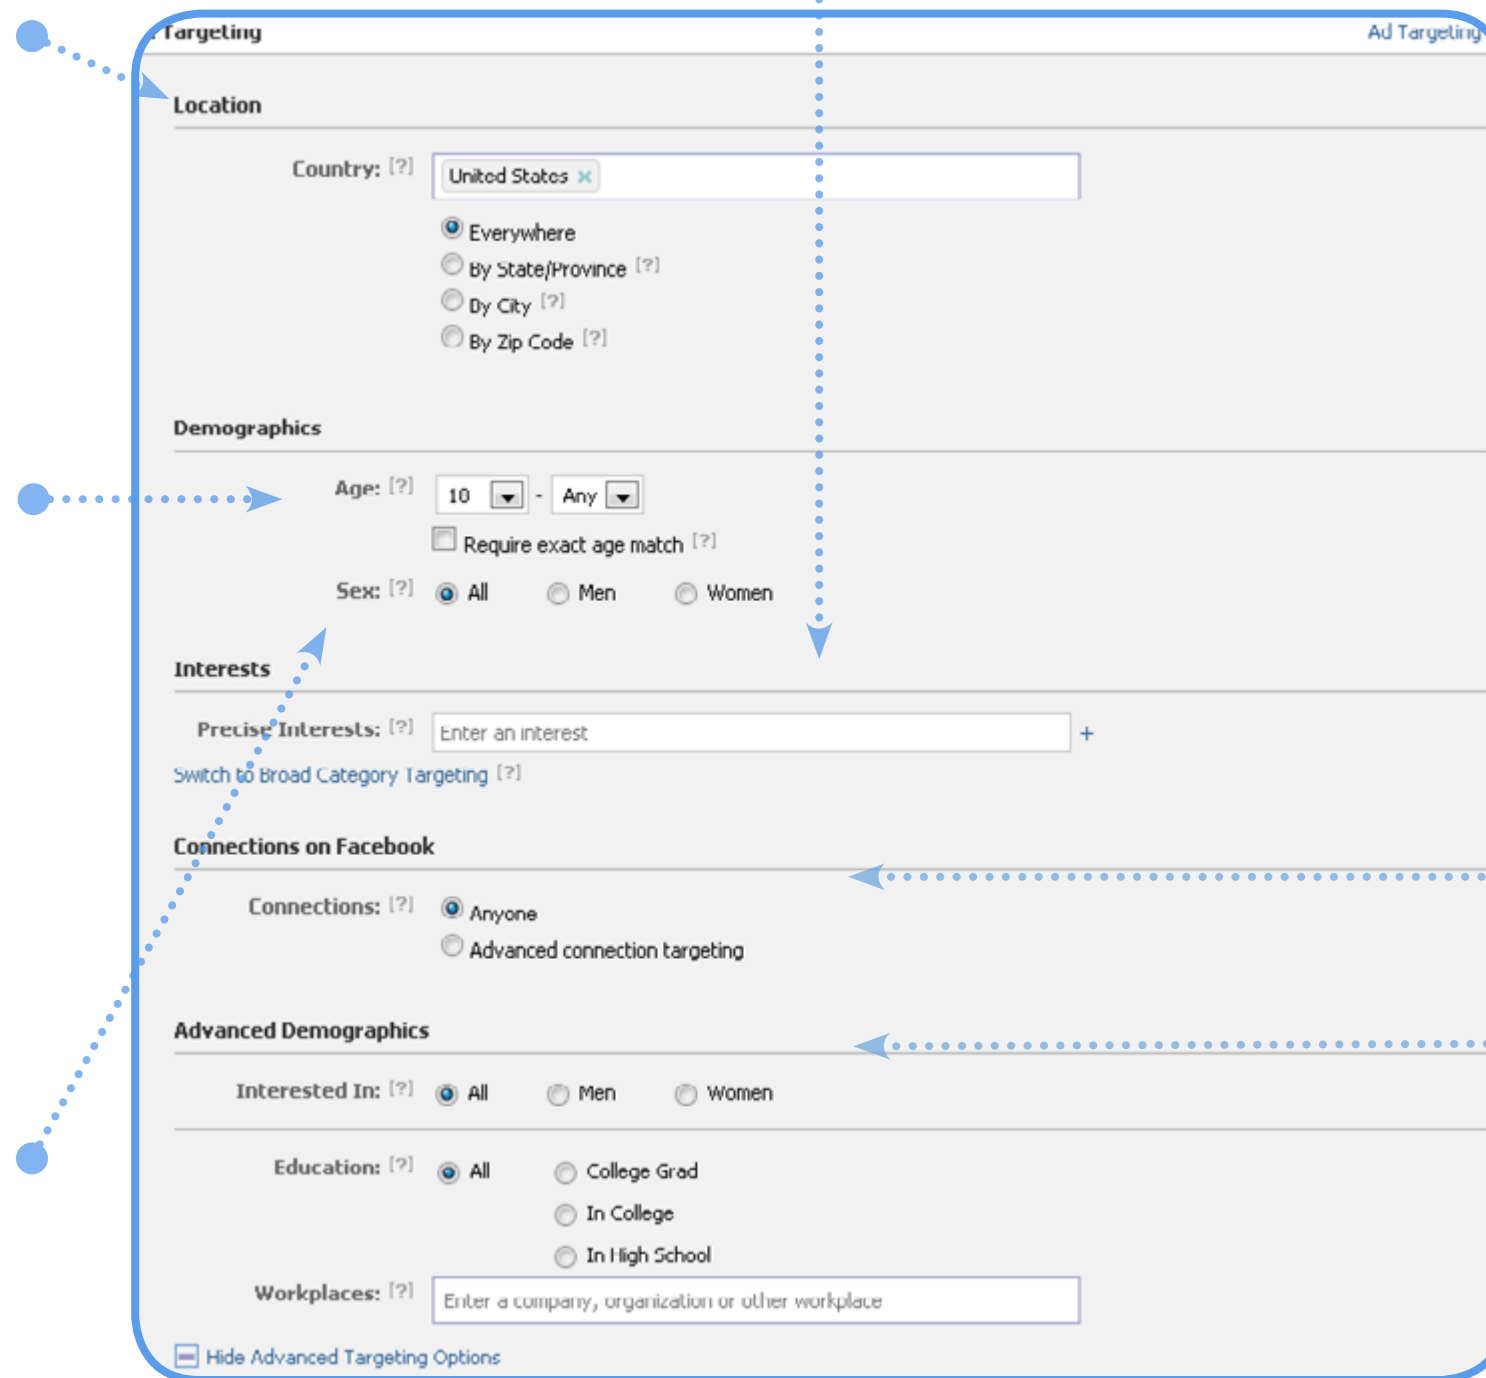 . Targeting
Ad Targeting
Location
Country: [?] United States ×
Everywhere
By State/Province [?]
By City [?]
By Zip Code [?]
Demographics
Age: [?] 10 - Any
Require exact age match [?]
Sex: [?] All Men Women
Interests
Precise Interests: [?] Enter an interest +
Switch to Broad Category Targeting [?]
Connections on Facebook
Connections: [?] Anyone
Advanced connection targeting
Advanced Demographics
Interested In: [?] All Men Women
Education: [?] All College Grad
In College
In High School
Workplaces: [?] Enter a company, organization or other workplace
Hide Advanced Targeting Options